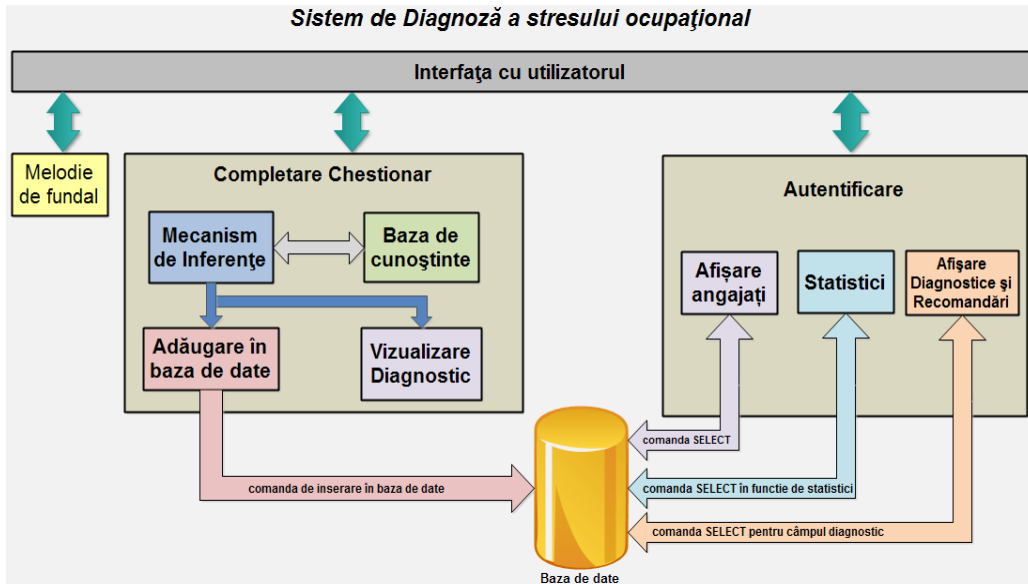 Sistem de Diagnoză a stresului ocupaţional
Interfaţa cu utilizatorul
Melodie
de fundal
Completare Chestionar
Mecanism
de Inferenţe
Baza de
cunoştinte
Adăugare în
baza de date
Vizualizare
Diagnostic
Autentificare
Afișare
angajați
Statistici
Afişare
Diagnostice şi
Recomandări
comanda SELECT
comanda de inserare în baza de date
comanda SELECT în functie de statistici
comanda SELECT pentru câmpul diagnostic
Baza de date